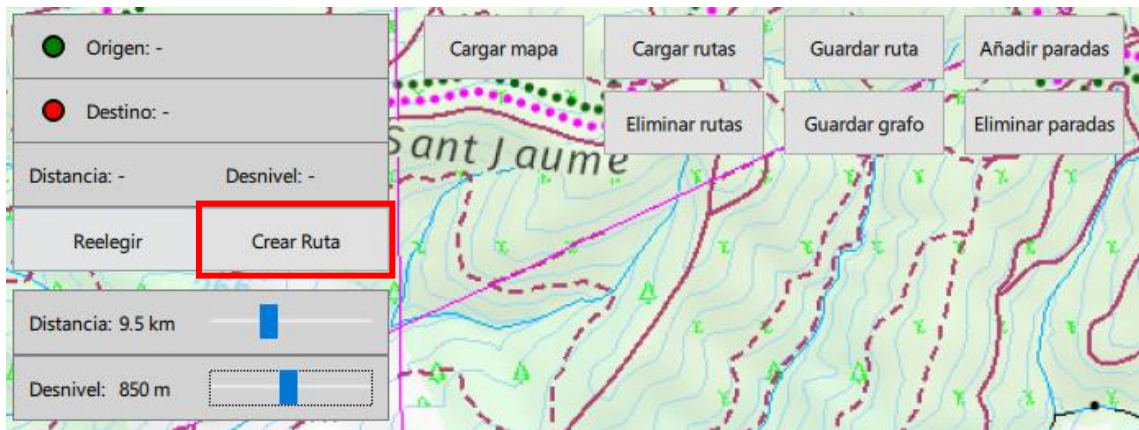 Origen: -
Destino: -
Distancia: -
Desnivel: -
Reelegir
Crear Ruta
Distancia: 9.5 km
Desnivel: 850 m
Cargar mapa
Cargar rutas
Guardar ruta
Añadir paradas
Eliminar rutas
Guardar grafo
Eliminar paradas
Sant Jaume